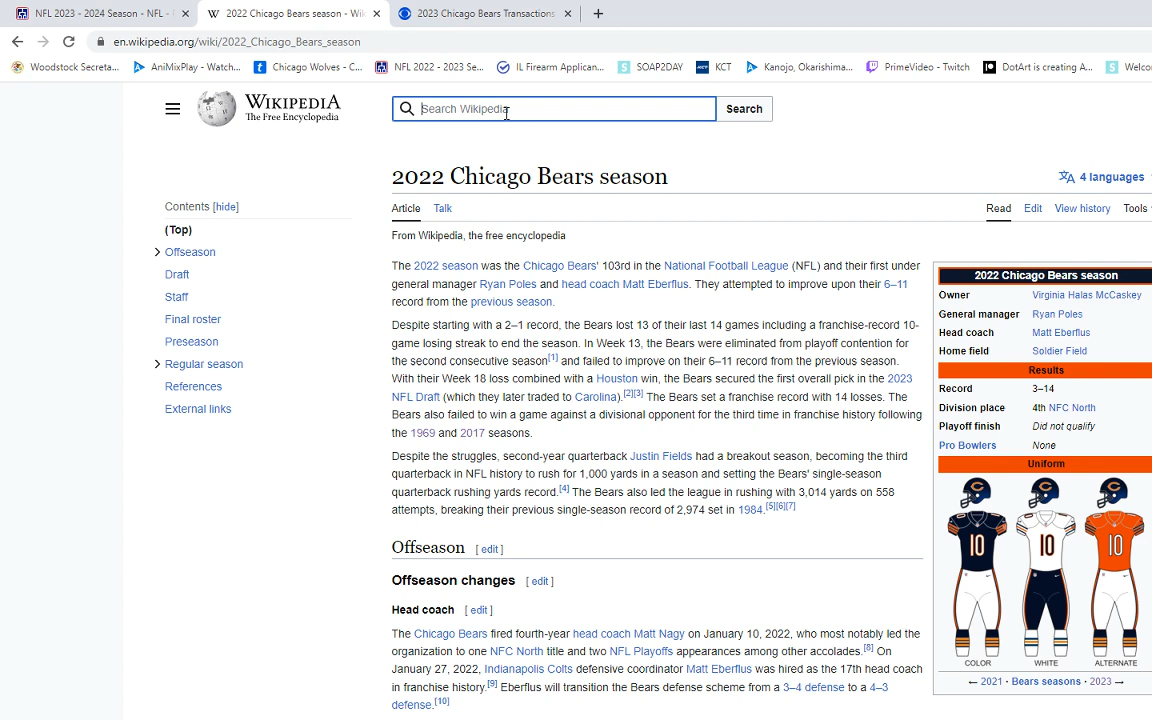 NFL 2023 - 2024 Season - NFL -
2022 Chicago Bears season - Wik
2023 Chicago Bears Transactions
en.wikipedia.org/wiki/2022_Chicago_Bears_season
Woodstock Secreta...
AniMixPlay - Watch...
Chicago Wolves - C...
NFL 2022 - 2023 Se...
IL Firearm Applican...
SOAP2DAY
KCT
Kanojo, Okarishima...
PrimeVideo - Twitch
DotArt is creating A...
Welco
WIKIPEDIA
The Free Encyclopedia
Search Wikipedia
Search
2022 Chicago Bears season
4 languages
Contents [hide]
(Top)
Offseason
Draft
Staff
Final roster
Preseason
Regular season
References
External links
Article Talk
Read Edit View history Tools
From Wikipedia, the free encyclopedia
The 2022 season was the Chicago Bears' 103rd in the National Football League (NFL) and their first under
general manager Ryan Poles and head coach Matt Eberflus. They attempted to improve upon their 6–11
record from the previous season.
Despite starting with a 2–1 record, the Bears lost 13 of their last 14 games including a franchise-record 10-
game losing streak to end the season. In Week 13, the Bears were eliminated from playoff contention for
the second consecutive season[1] and failed to improve on their 6–11 record from the previous season.
With their Week 18 loss combined with a Houston win, the Bears secured the first overall pick in the 2023
NFL Draft (which they later traded to Carolina).[2][3] The Bears set a franchise record with 14 losses. The
Bears also failed to win a game against a divisional opponent for the third time in franchise history following
the 1969 and 2017 seasons.
Despite the struggles, second-year quarterback Justin Fields had a breakout season, becoming the third
quarterback in NFL history to rush for 1,000 yards in a season and setting the Bears' single-season
quarterback rushing yards record.[4] The Bears also led the league in rushing with 3,014 yards on 558
attempts, breaking their previous single-season record of 2,974 set in 1984.[5][6][7]
Offseason [ edit ]
Offseason changes [ edit ]
Head coach [ edit ]
The Chicago Bears fired fourth-year head coach Matt Nagy on January 10, 2022, who most notably led the
organization to one NFC North title and two NFL Playoffs appearances among other accolades.[8] On
January 27, 2022, Indianapolis Colts defensive coordinator Matt Eberflus was hired as the 17th head coach
in franchise history.[9] Eberflus will transition the Bears defense scheme from a 3–4 defense to a 4–3
defense.[10]
2022 Chicago Bears season
Owner Virginia Halas McCaskey
General manager Ryan Poles
Head coach Matt Eberflus
Home field Soldier Field
Results
Record 3–14
Division place 4th NFC North
Playoff finish Did not qualify
Pro Bowlers None
Uniform
10 10 10
COLOR WHITE ALTERNATE
← 2021 · Bears seasons · 2023 →